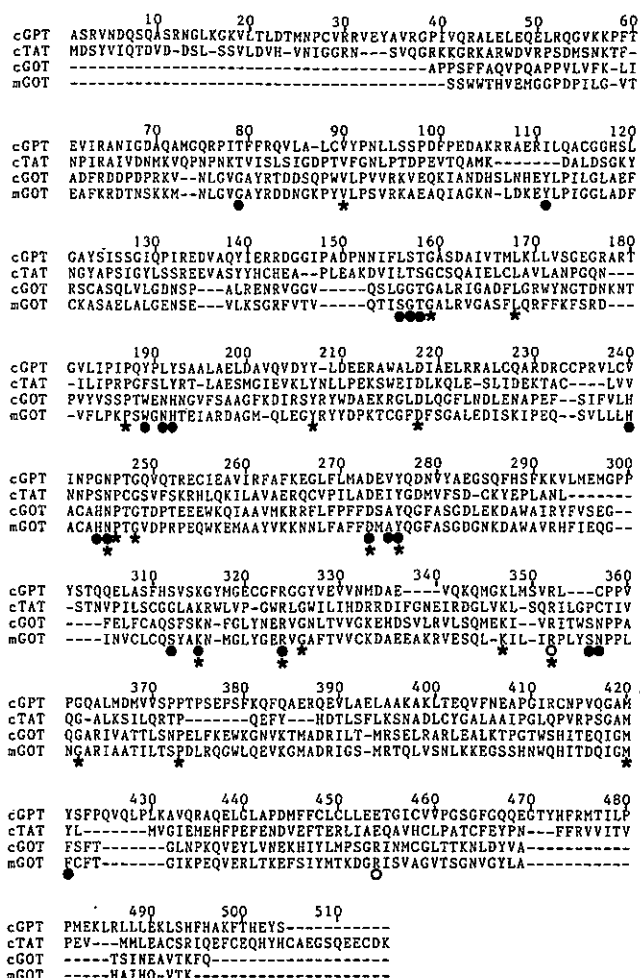 10 20 30 40 50 60
cGPT ASRVNDQSQASRNGLKGKVLTLDTMNPCVRRVEYAVRGPIVQRALELEQELRQGVKKPFT
cTAT MDSYVIQTDVD-DSL-SSVLDVH-VNIGGRN---SVQGRKKGRKARWDVRPSDMSNKTF-
cGOT ---------------------------------------APPSFFAQVPQAPPVLVFK-LI
mGOT ----------------------------------------SSWWTHVEMGGPDPILG-VT
70 80 90 100 110 120
cGPT EVIRANIGDAQAMGQRPITFFRQVLA-LCVYPNLLSSPDFPEDAKRRAERILQACGGHSL
cTAT NPIRAIVDNMKVQPNPNKTVISLSIGDPTVFGNLPTDPEVTQAMK-------DALDSGKY
cGOT ADFRDDPDPRKV--NLGVGAYRTDDSQPWVLPVVRKVEQKIANDHSLNHEYLPILGLAEF
mGOT EAFKRDTNSKKM--NLGVGAYRDDNGKPYVLPSVRKAEAQIAGKN-LDKEYLPIGGLADF
130 140 150 160 170 180
cGPT GAYSISSGIQPIREDVAQYIERRDGGIPADPNNIFLSTGASDAIVTMLKLLVSGEGRART
cTAT NGYAPSIGYLSSREEVASYYHCHEA--PLEAKDVILTSGCSQAIELCLAVLANPGQN---
cGOT RSCASQLVLGDNSP---ALRENRVGGV---QSLGGTGALRIGADFLGRWYNGTDNKNT
mGOT CKASAELALGENSE---VLKSGRFVTV---QTISGTGALRVGASFLQRFFKFSRD---
190 200 210 220 230 240
cGPT GVLIPIPQYPLYSAALAELDAVQVDYY-LDEERAWALDIAELRRALCQARDRCCPRVLCV
cTAT -ILIPRPGFSLYRT-LAESMGIEVKLYNLLPEKSWEIDLKQLE-SLIDEKTAC---LVV
cGOT PVYVSSPTWENHNGVFSAAGFKDIRSYRYWDAEKRGLDLQGFLNDLENAPEF--SIFVLH
mGOT -VFLPKPSWGNHTEIARDAGM-QLEGYRYYDPKTCGFDFSGALEDISKIPEQ--SVLLLH
250 260 270 280 290 300
cGPT INPGNPTGQVQTRECIEAVIRFAFKEGLFLMADEVYQDNVYAEGSQFHSFKKVLMEMGPP
cTAT NNPSNPCGSVFSKRHLQKILAVAERQCVPILADEIYGDMVFSD-CKYEPLANL-------
cGOT ACAHNPTGTDPTEEEWKQIAAVMKRRFLFPFFDSAYQGFASGDLEKDAWAIRYFVSEG--
mGOT ACAHNPTGVDPRPEQWKEMAAYVKKNNLFAFFDMAYQGFASGDGNKDAWAVRHFIEQG--
310 320 330 340 350 360
cGPT YSTQQELASFHSVSKGYMGECGFRGGYVEVVNMDAE---VQKQMGKLMSVRL---CPPV
cTAT -STNVPILSCGGLAKRWLVP-GWRLGWILIHDRRDIFGNEIRDGLVKL-SQRILGPCTIV
cGOT ---FELFCAQSFSKN-FGLYNERVGNLTVVGKEHDSVLRVLSQMEKI--VRITWSNPPA
mGOT ----INVCLCQSYAKN-MGLYGERVGAFTVVCKDAEEAKRVESQL-KIL-IRPLYSNPPL
370 380 390 400 410 420
cGPT PGQALMDMVVSPPTPSEPSFKQFQAERQEVLAELAAKAKLTEQVFNEAPGIRCNPVQGAM
cTAT QG-ALKSILQRTP-------QEFY---HDTLSFLKSNADLCYGALAAIPGLQPVRPSGAM
cGOT QGARIVATTLSNPELFKEWKGNVKTMADRILT-MRSELRARLEALKTPGTWSHITEQIGM
mGOT NGARIAATILTSPDLRQGWLQEVKGMADRIGS-MRTQLVSNLKKEGSSHNWQHITDQIGM
430 440 450 460 470 480
cGPT YSFPQVQLPLKAVQRAQELGLAPDMFFCLCLLEETGICVVPGSGFGQQEGTYHFRMTILP
cTAT YL-------MVGIEMEHFPEFENDVEFTERLIAEQAVHCLPATCFEYPN---FFRVVITV
cGOT FSFT------GLNPKQVEYLVNEKHIYLMPSGRINMCGLTTKNLDYVA-----------
mGOT FCFT------GIKPEQVERLTKEFSIYMTKDGRISVAGVTSGNVGYLA-----------
490 500 510
cGPT PMEKLRLLLEKLSHFHAKFTHEYS-----------
cTAT PEV---MMLEACSRIQEFCEQHYHCAEGSQEECDK
cGOT -----TSINEAVTKFQ-------------------
mGOT -----HAIHQ-VTK---------------------